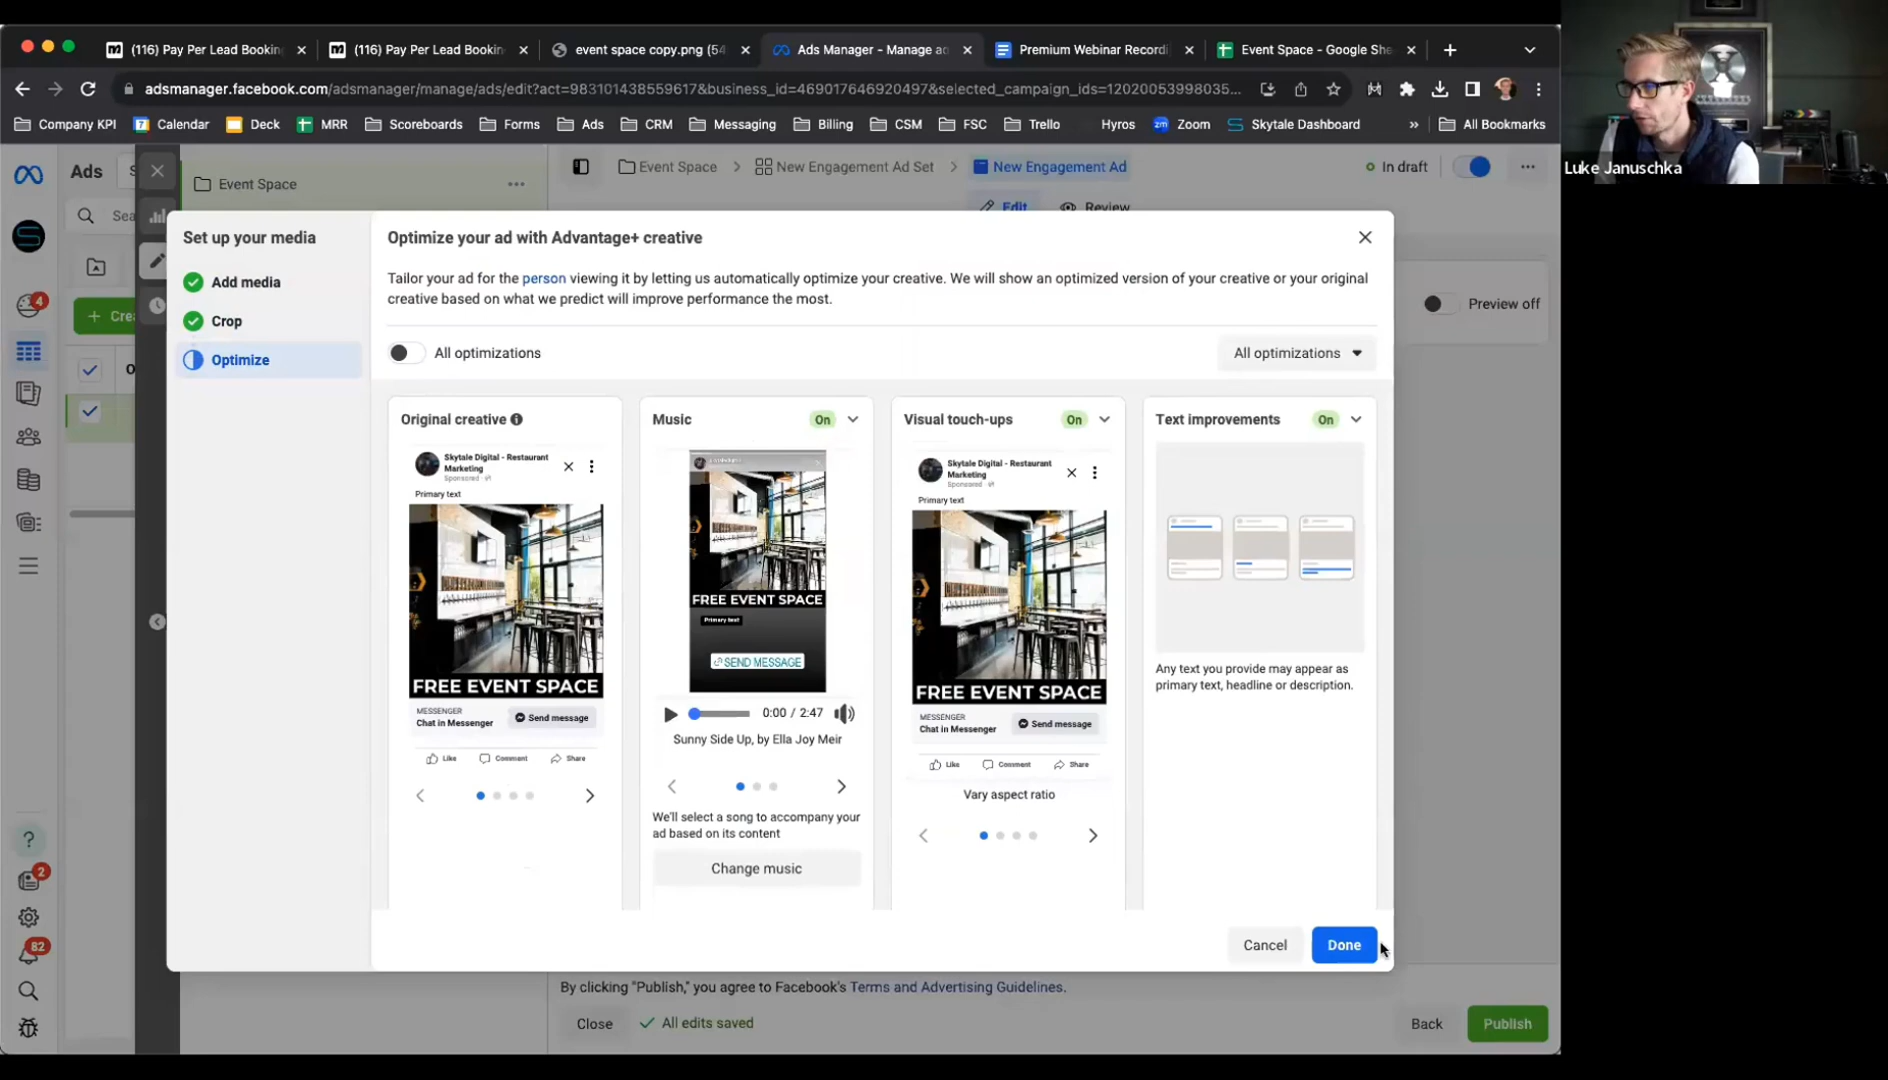 (116) Pay Per Lead Bookin
(116) Pay Per Lead Bookin
event space copy.png (54
Ads Manager - Manage ad
Premium Webinar Recordi
Event Space - Google She
adsmanager.facebook.com/adsmanager/manage/ads/edit?act=983101438559617&business_id=469017646920497&selected_campaign_ids=12020053998035...
Company KPI
Calendar
Deck
MRR
Scoreboards
Forms
Ads
CRM
Messaging
Billing
CSM
FSC
Trello
Hyros
Zoom
Skytale Dashboard
All Bookmarks
Luke Januschka
Ads
S
Event Space
Event Space
New Engagement Ad Set
New Engagement Ad
In draft
Sea
Edit
Review
Set up your media
Optimize your ad with Advantage+ creative
Add media
Tailor your ad for the person viewing it by letting us automatically optimize your creative. We will show an optimized version of your creative or your original
creative based on what we predict will improve performance the most.
4
Crea
Crop
Preview off
Optimize
All optimizations
All optimizations
O
Original creative
Music
On
Visual touch-ups
On
Text improvements
On
Skytale Digital - Restaurant
Marketing
Sponsored
Primary text
FREE EVENT SPACE
MESSENGER
Chat in Messenger
Send message
Like
Comment
Share
FREE EVENT SPACE
Primary text
SEND MESSAGE
0:00 / 2:47
Sunny Side Up, by Ella Joy Meir
We'll select a song to accompany your
ad based on its content
Change music
Skytale Digital - Restaurant
Marketing
Sponsored
Primary text
FREE EVENT SPACE
MESSENGER
Chat in Messenger
Send message
Like
Comment
Share
Vary aspect ratio
Any text you provide may appear as
primary text, headline or description.
2
82
Cancel
Done
By clicking "Publish," you agree to Facebook's Terms and Advertising Guidelines.
Close
All edits saved
Back
Publish